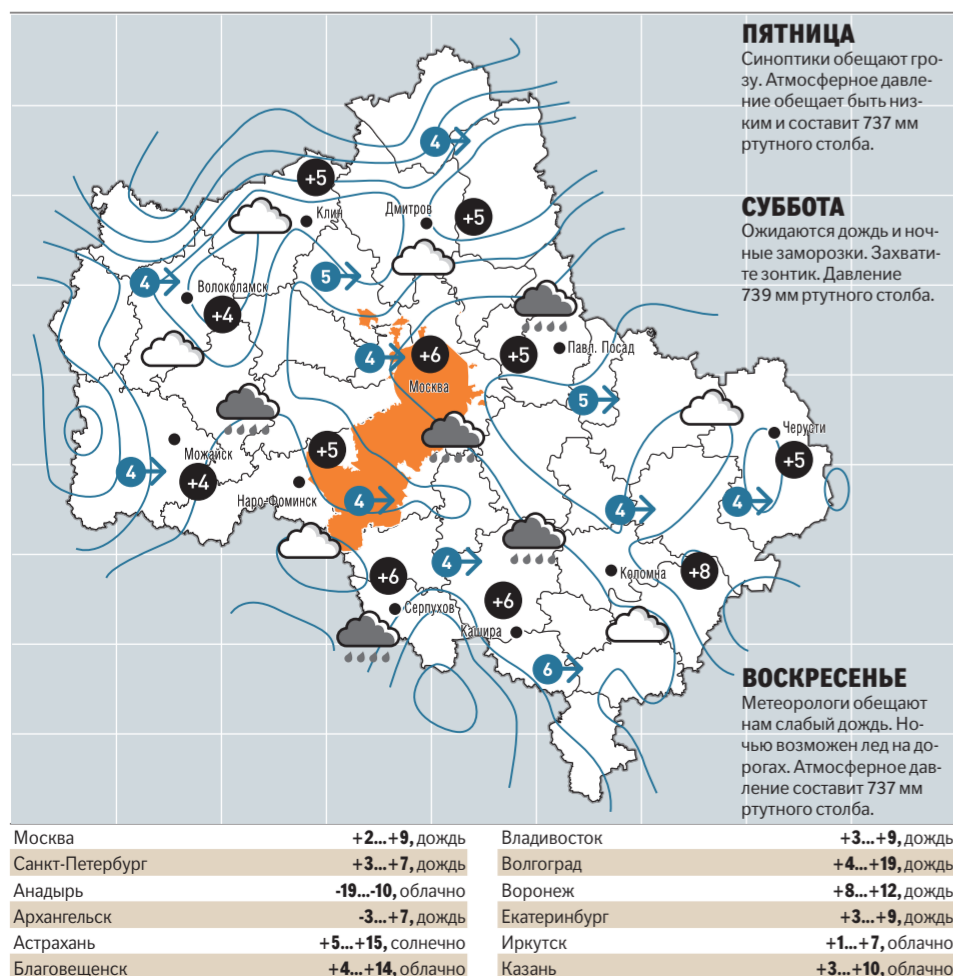 ПЯТНИЦА
Синоптики обещают гро-
зу. Атмосферное давле-
ние обещает быть низ-
ким и составит 737 мм
ртутного столба.
СУББОТА
Ожидаются дождь и ноч-
ные заморозки. Захвати-
те зонтик. Давление
739 мм ртутного столба.
ВОСКРЕСЕНЬЕ
Метеорологи обещают
нам слабый дождь. Но-
чью возможен лед на до-
рогах. Атмосферное дав-
ление составит 737 мм
ртутного столба.
4
+5
Клин
Дмитров
+5
4
5
Волоколамск
+4
4
+6
Москва
+5
Павл. Посад
5
Черусти
+5
Можайск
+4
4
+5
Наро-Фоминск
4
4
4
4
+6
Серпухов
+6
Кашира
Коломна
+8
6
Москва +2...+9, дождь
Санкт-Петербург +3...+7, дождь
Анадырь -19...-10, облачно
Архангельск -3...+7, дождь
Астрахань +5...+15, солнечно
Благовещенск +4...+14, облачно
Владивосток +3...+9, дождь
Волгоград +4...+19, дождь
Воронеж +8...+12, дождь
Екатеринбург +3...+9, дождь
Иркутск +1...+7, облачно
Казань +3...+10, облачно